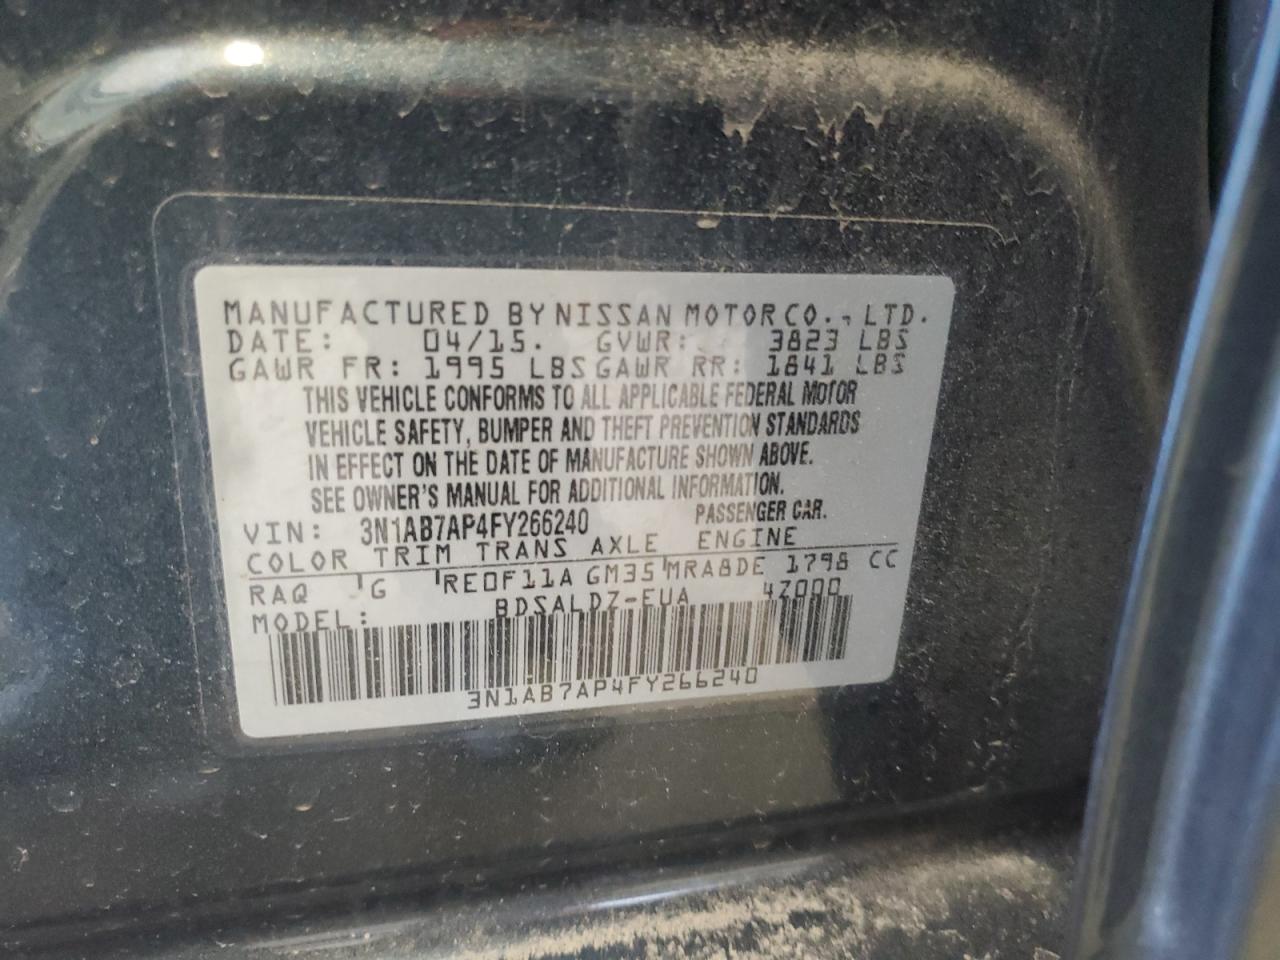 MANUFACTURED BY NISSAN MOTOR CO., LTD.
DATE: 04/15. GVWR: 3823 LBS
GAWR FR: 1995 LBS GAWR RR: 1841 LBS
THIS VEHICLE CONFORMS TO ALL APPLICABLE FEDERAL MOTOR
VEHICLE SAFETY, BUMPER AND THEFT PREVENTION STANDARDS
IN EFFECT ON THE DATE OF MANUFACTURE SHOWN ABOVE.
SEE OWNER'S MANUAL FOR ADDITIONAL INFORMATION.
VIN: 3N1AB7AP4FY266240 PASSENGER CAR.
COLOR TRIM TRANS AXLE ENGINE
RAQ G RE0F11A GM35 MRA8DE 1798 CC
MODEL: BDSALDZ-EUA 4Z000
3N1AB7AP4FY266240